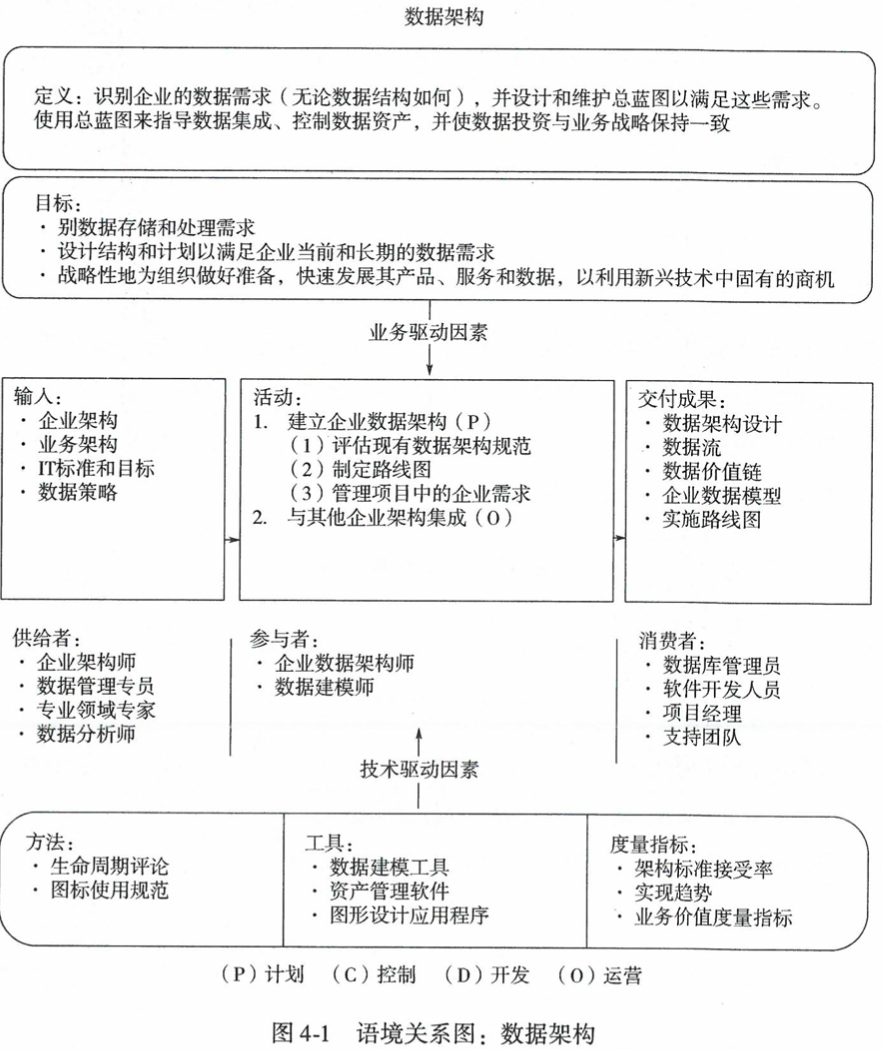 数据架构
定义：识别企业的数据需求（无论数据结构如何），并设计和维护总蓝图以满足这些需求。
使用总蓝图来指导数据集成、控制数据资产，并使数据投资与业务战略保持一致
目标：
· 别数据存储和处理需求
· 设计结构和计划以满足企业当前和长期的数据需求
· 战略性地为组织做好准备，快速发展其产品、服务和数据，以利用新兴技术中固有的商机
业务驱动因素
输入：
· 企业架构
· 业务架构
· IT标准和目标
· 数据策略
活动：
1. 建立企业数据架构（P）
（1）评估现有数据架构规范
（2）制定路线图
（3）管理项目中的企业需求
2. 与其他企业架构集成（O）
交付成果：
· 数据架构设计
· 数据流
· 数据价值链
· 企业数据模型
· 实施路线图
供给者：
· 企业架构师
· 数据管理专员
· 专业领域专家
· 数据分析师
参与者：
· 企业数据架构师
· 数据建模师
消费者：
· 数据库管理员
· 软件开发人员
· 项目经理
· 支持团队
技术驱动因素
方法：
· 生命周期评论
· 图标使用规范
工具：
· 数据建模工具
· 资产管理软件
· 图形设计应用程序
度量指标：
· 架构标准接受率
· 实现趋势
· 业务价值度量指标
（P）计划 （C）控制 （D）开发 （O）运营
图 4-1 语境关系图：数据架构